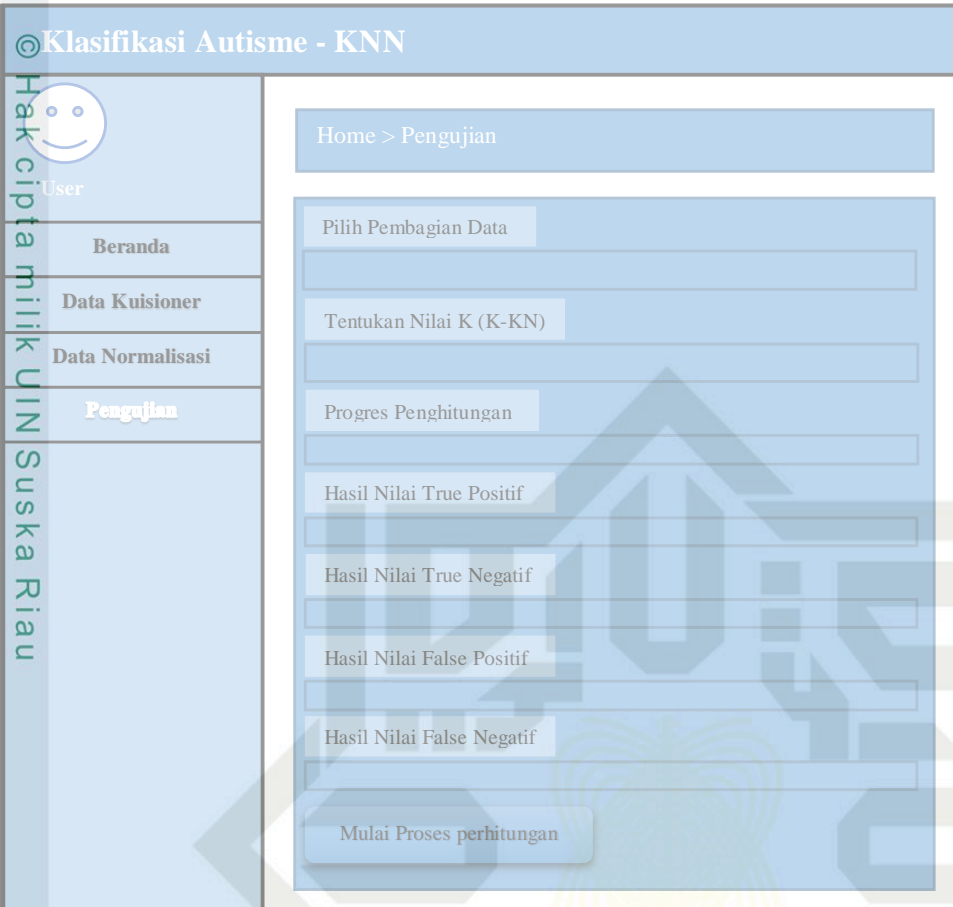 Klasifikasi Autisme - KNN
© Hak cipta milik UIN Suska Riau
User
Beranda
Data Kuisioner
Data Normalisasi
Pengujian
Home > Pengujian
Pilih Pembagian Data
Tentukan Nilai K (K-KN)
Progres Penghitungan
Hasil Nilai True Positif
Hasil Nilai True Negatif
Hasil Nilai False Positif
Hasil Nilai False Negatif
Mulai Proses perhitungan